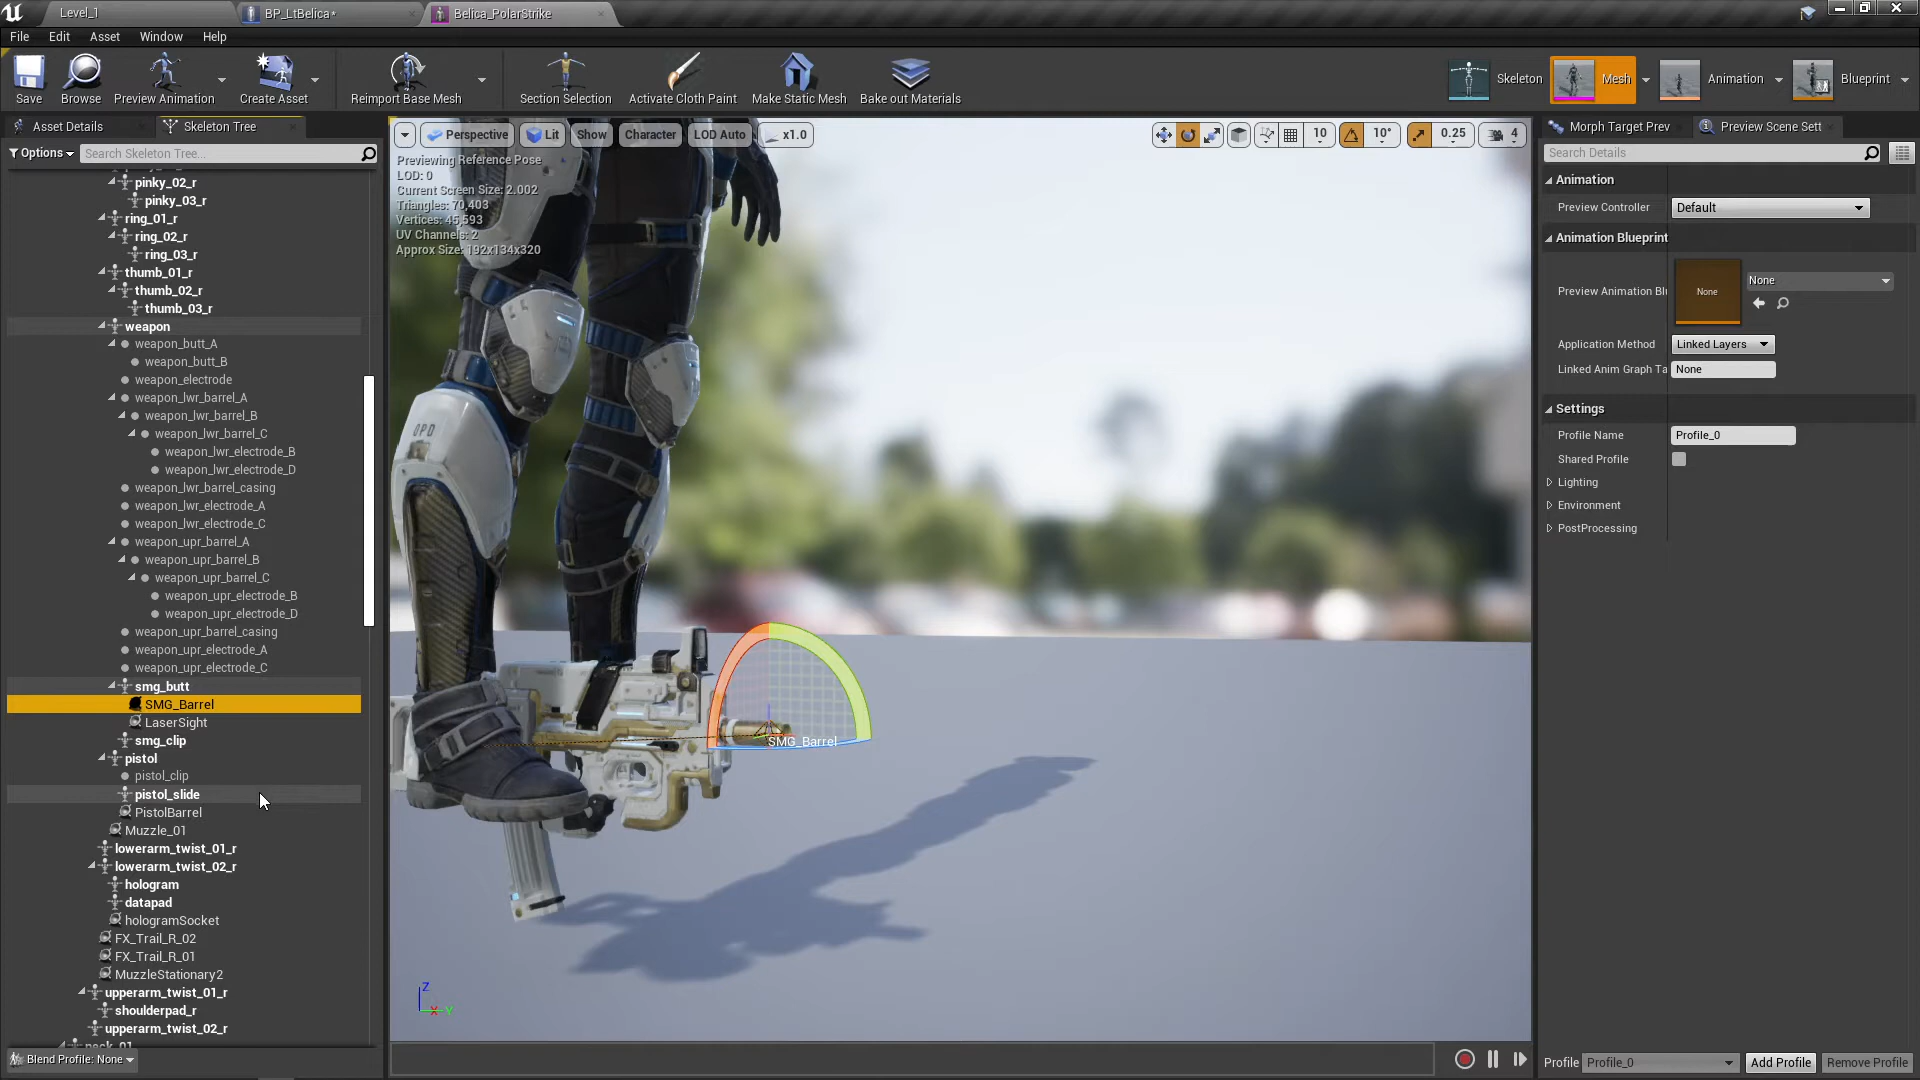 Level_1
BP_LtBelica*
Belica_PolarStrike
File Edit Asset Window Help
Save
Browse
Preview Animation
Create Asset
Reimport Base Mesh
Section Selection
Activate Cloth Paint
Make Static Mesh
Bake out Materials
Skeleton
Mesh
Animation
Blueprint
Asset Details
Skeleton Tree
Options
Search Skeleton Tree...
pinky_02_r
pinky_03_r
ring_01_r
ring_02_r
ring_03_r
thumb_01_r
thumb_02_r
thumb_03_r
weapon
weapon_butt_A
weapon_butt_B
weapon_electrode
weapon_lwr_barrel_A
weapon_lwr_barrel_B
weapon_lwr_barrel_C
weapon_lwr_electrode_B
weapon_lwr_electrode_D
weapon_lwr_barrel_casing
weapon_lwr_electrode_A
weapon_lwr_electrode_C
weapon_upr_barrel_A
weapon_upr_barrel_B
weapon_upr_barrel_C
weapon_upr_electrode_B
weapon_upr_electrode_D
weapon_upr_barrel_casing
weapon_upr_electrode_A
weapon_upr_electrode_C
smg_butt
SMG_Barrel
LaserSight
smg_clip
pistol
pistol_clip
pistol_slide
PistolBarrel
Muzzle_01
lowerarm_twist_01_r
lowerarm_twist_02_r
hologram
datapad
hologramSocket
FX_Trail_R_02
FX_Trail_R_01
MuzzleStationary2
upperarm_twist_01_r
shoulderpad_r
upperarm_twist_02_r
neck_01
Blend Profile: None
Perspective
Lit
Show
Character
LOD Auto
x1.0
10
10°
0.25
4
Previewing Reference Pose
LOD: 0
Current Screen Size: 2.002
Triangles: 70,403
Vertices: 45,593
UV Channels: 2
Approx Size: 192x134x320
OPD
SMG_Barrel
Z
X Y
Morph Target Prev
Preview Scene Sett
Search Details
Animation
Preview Controller
Default
Animation Blueprint
Preview Animation Bl
None
None
Application Method
Linked Layers
Linked Anim Graph Ta
None
Settings
Profile Name
Profile_0
Shared Profile
Lighting
Environment
PostProcessing
Profile
Profile_0
Add Profile
Remove Profile